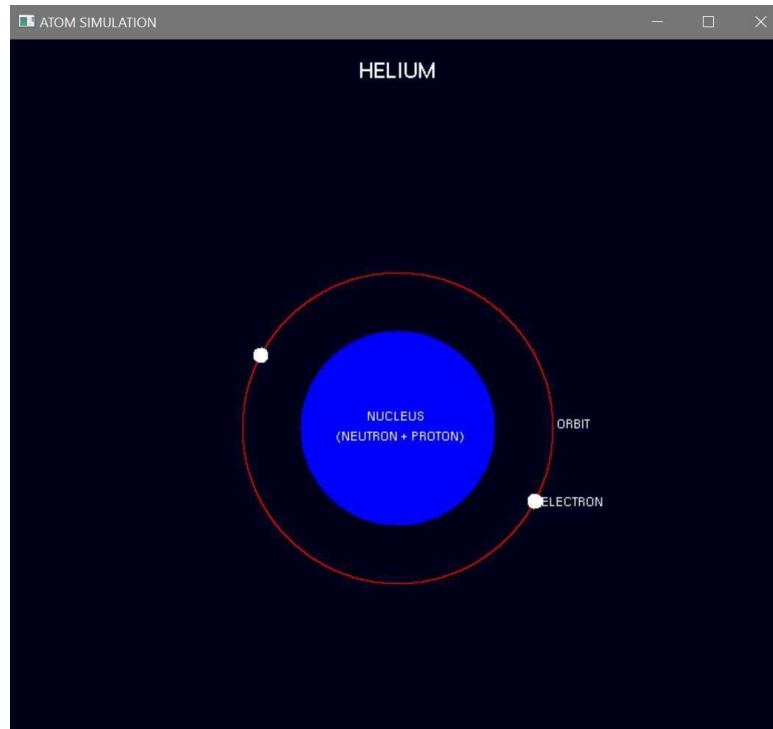 ATOM SIMULATION
HELIUM
NUCLEUS
(NEUTRON + PROTON)
ORBIT
ELECTRON